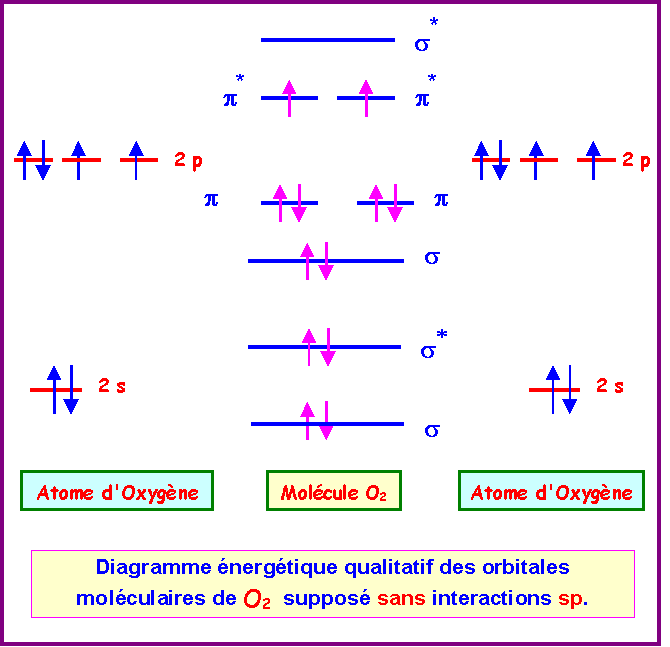 σ*
π* π*
2 p 2 p
π π
σ
σ*
2 s 2 s
σ
Atome d'Oxygène Molécule O₂ Atome d'Oxygène
Diagramme énergétique qualitatif des orbitales
moléculaires de O₂ supposé sans interactions sp.